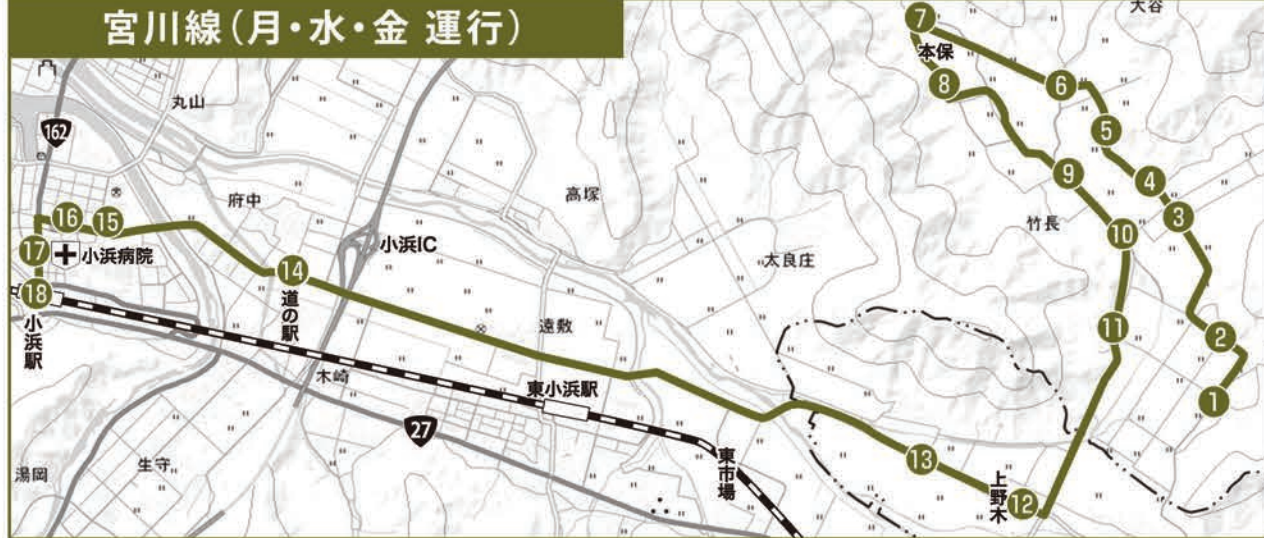 宮川線(月・水・金 運行)
大谷
7
本保
8
6
5
4
3
9
10
竹長
11
2
1
丸山
162
府中
高塚
小浜IC
太良庄
16
15
17
小浜病院
18
小浜駅
14
道の駅
遠敷
木崎
東小浜駅
27
東市場
13
上野木
12
生守
湯岡